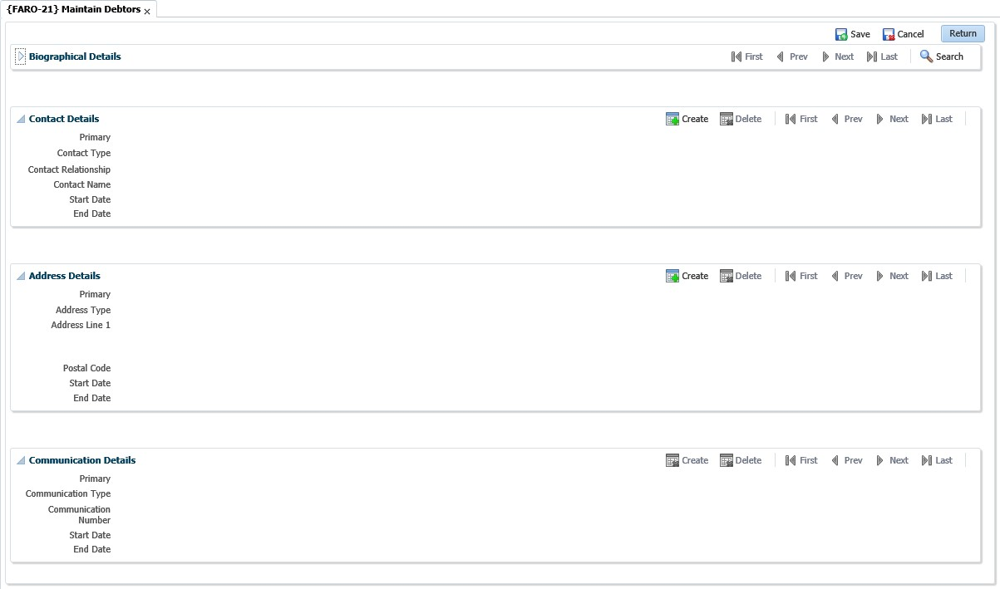 {FARO-21} Maintain Debtors
Save Cancel Return
Biographical Details First Prev Next Last Search
Contact Details Create Delete First Prev Next Last
Primary
Contact Type
Contact Relationship
Contact Name
Start Date
End Date
Address Details Create Delete First Prev Next Last
Primary
Address Type
Address Line 1
Postal Code
Start Date
End Date
Communication Details Create Delete First Prev Next Last
Primary
Communication Type
Communication
Number
Start Date
End Date